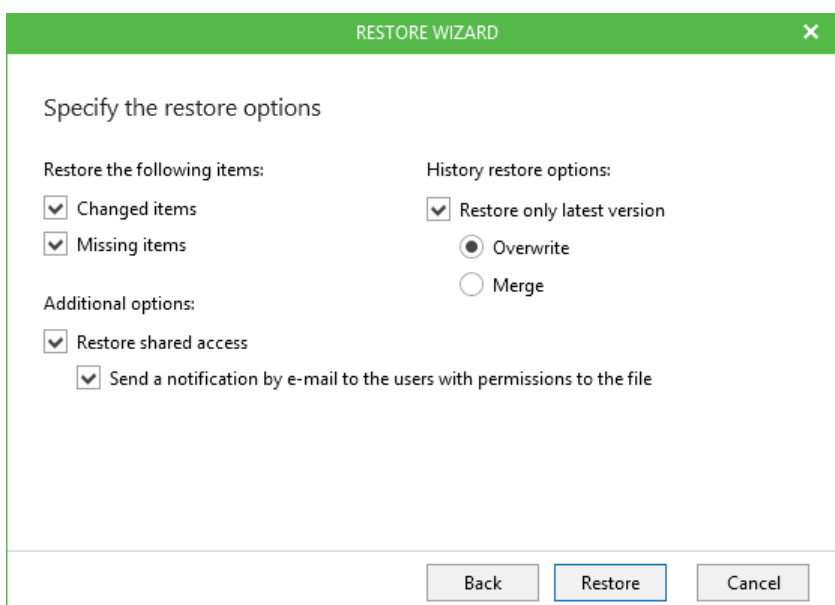 RESTORE WIZARD
Specify the restore options
Restore the following items:
Changed items
Missing items
Additional options:
Restore shared access
Send a notification by e-mail to the users with permissions to the file
History restore options:
Restore only latest version
Overwrite
Merge
Back
Restore
Cancel